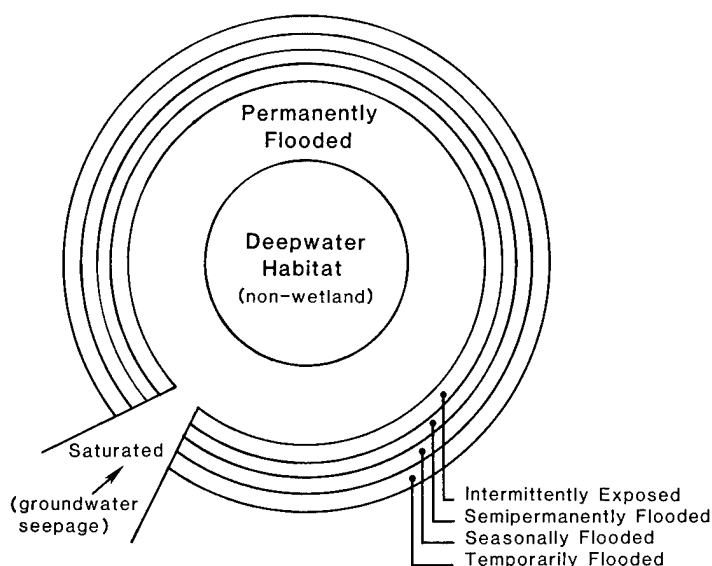 Permanently
Flooded
Deepwater
Habitat
(non-wetland)
Saturated
(groundwater
seepage)
Intermittently Exposed
Semipermanently Flooded
Seasonally Flooded
Temporarily Flooded